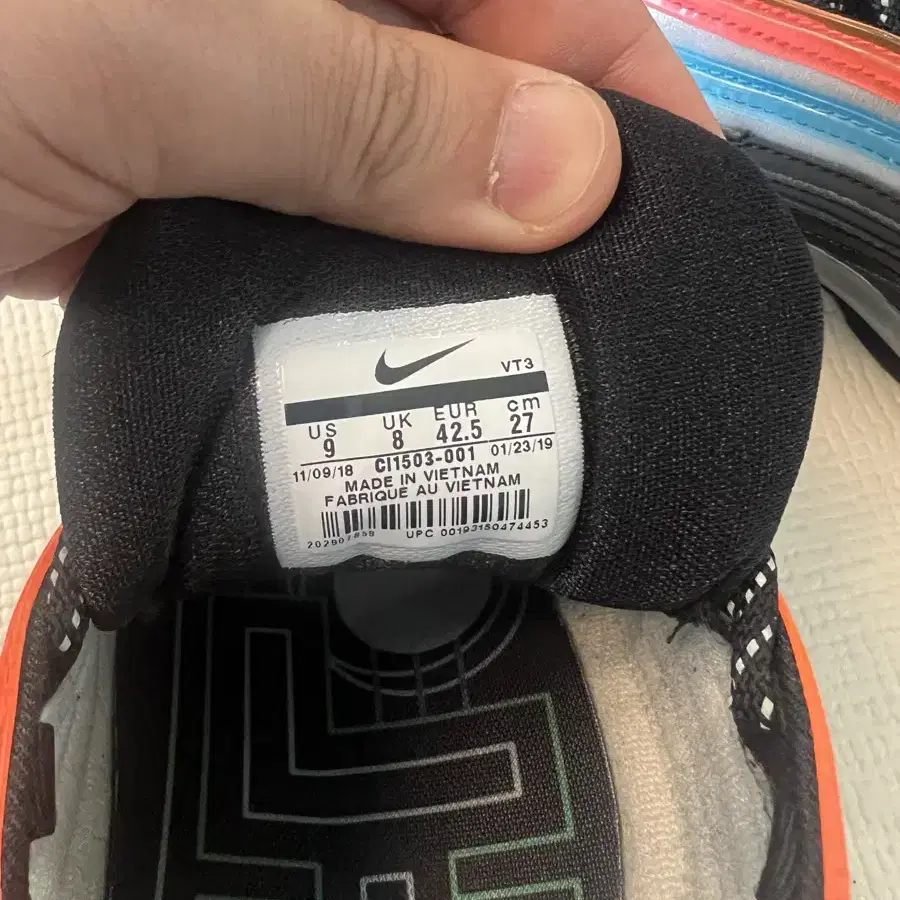 VT3
US UK EUR cm
9 8 42.5 27
11/09/18 CI1503-001 01/23/19
MADE IN VIETNAM
FABRIQUE AU VIETNAM
UPC 00193150474453